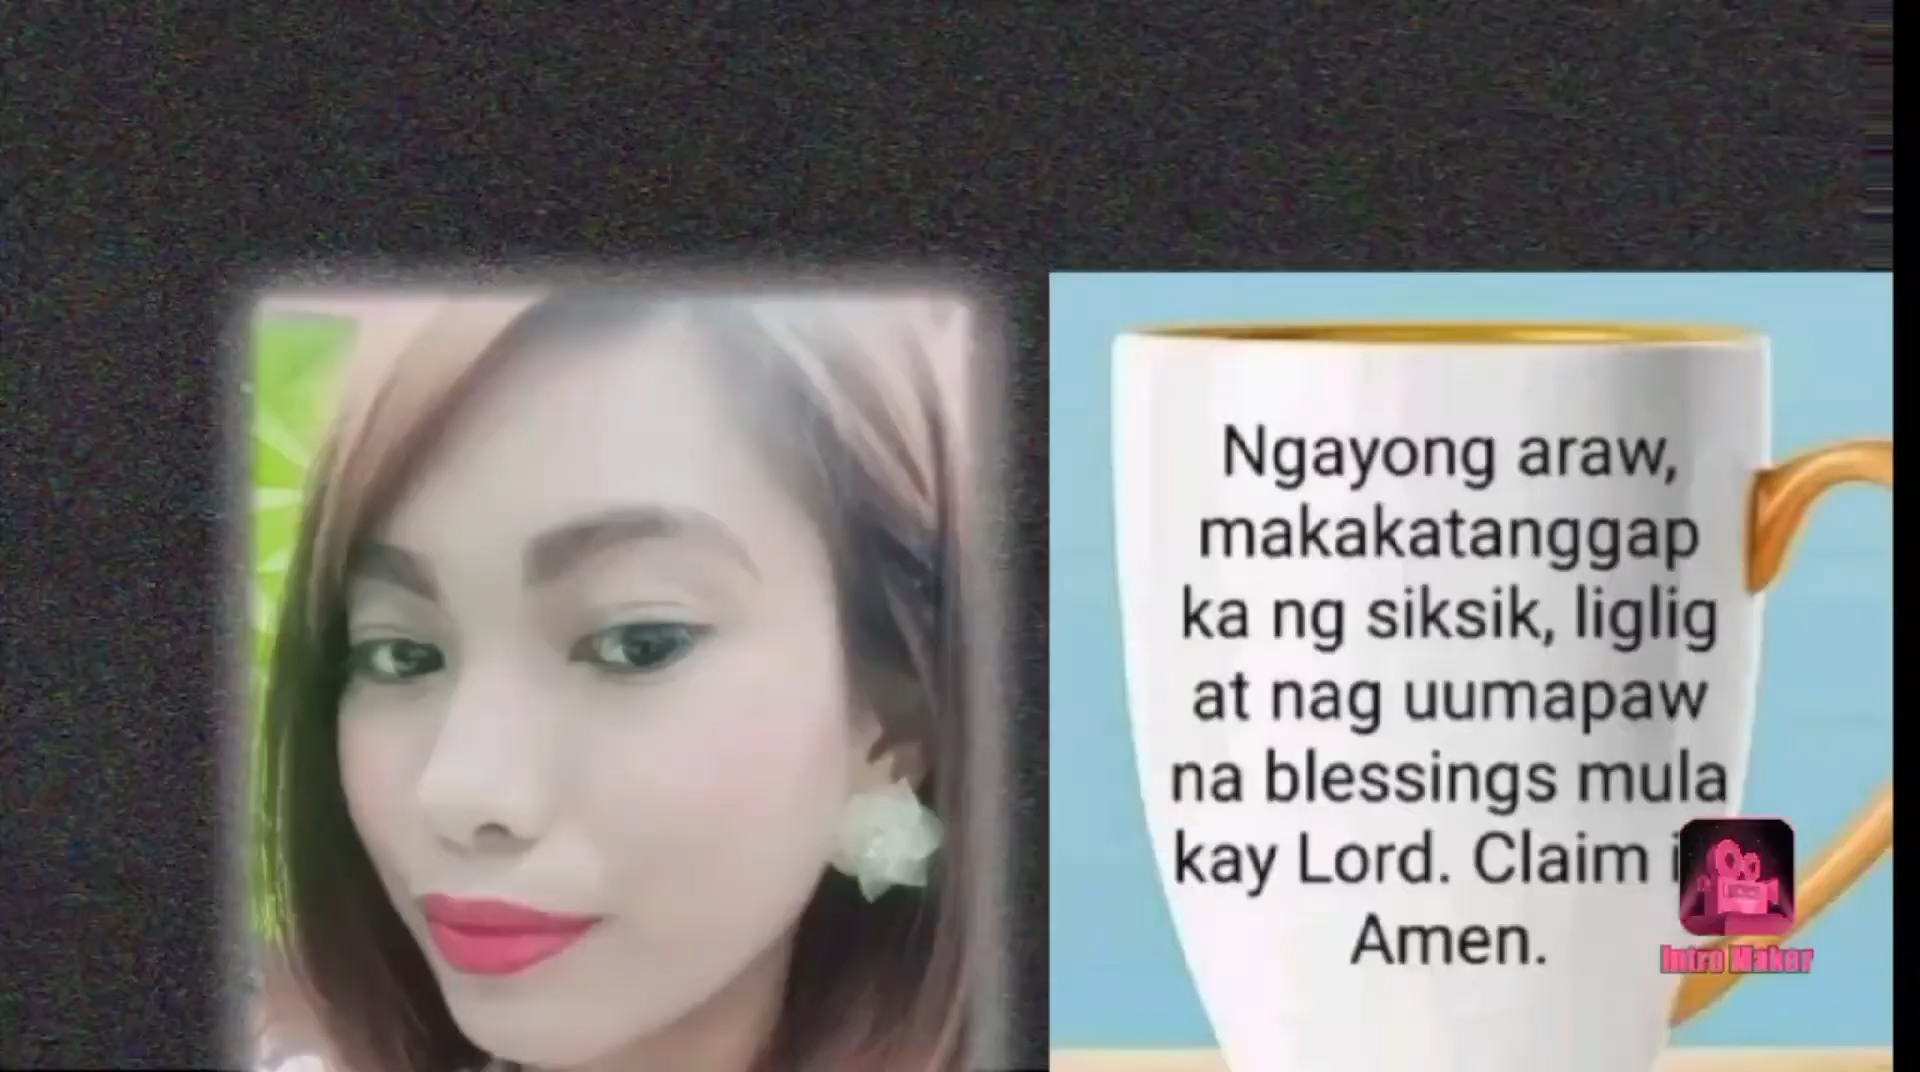 Ngayong araw,
makakatanggap
ka ng siksik, liglig
at nag uumapaw
na blessings mula
kay Lord. Claim
Amen.
Intro Maker